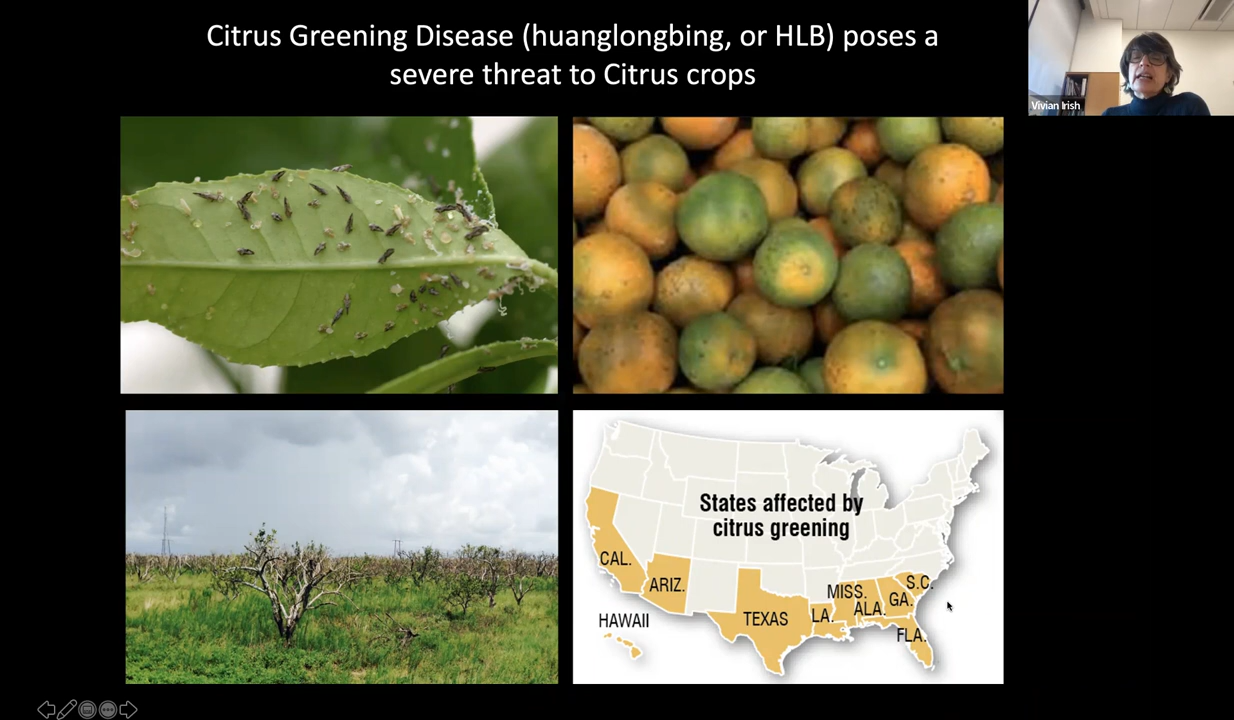 Citrus Greening Disease (huanglongbing, or HLB) poses a
severe threat to Citrus crops
Vivian Irish
States affected by
citrus greening
CAL.
ARIZ.
HAWAII
TEXAS
LA.
MISS.
ALA.
GA.
S.C.
FLA.